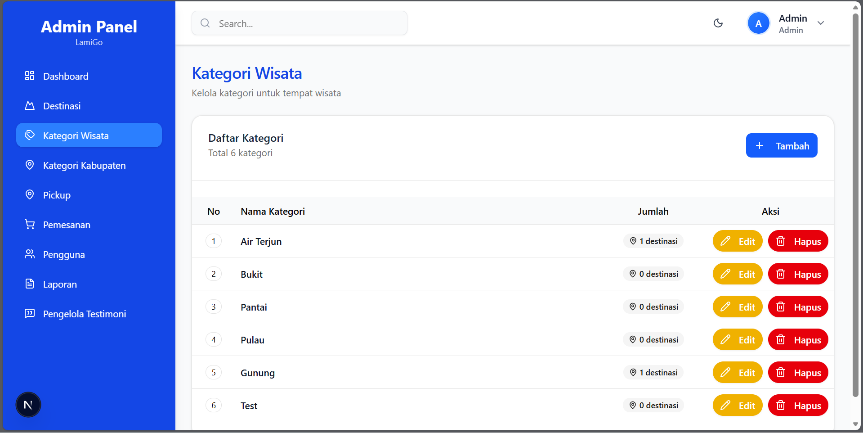 Admin Panel
LamiGo
Dashboard
Destinasi
Kategori Wisata
Kategori Kabupaten
Pickup
Pemesanan
Pengguna
Laporan
Pengelola Testimoni
N
Search...
A
Admin
Admin
Kategori Wisata
Kelola kategori untuk tempat wisata
Daftar Kategori
Total 6 kategori
+ Tambah
No Nama Kategori Jumlah Aksi
1 Air Terjun 1 destinasi Edit Hapus
2 Bukit 0 destinasi Edit Hapus
3 Pantai 0 destinasi Edit Hapus
4 Pulau 0 destinasi Edit Hapus
5 Gunung 1 destinasi Edit Hapus
6 Test 0 destinasi Edit Hapus